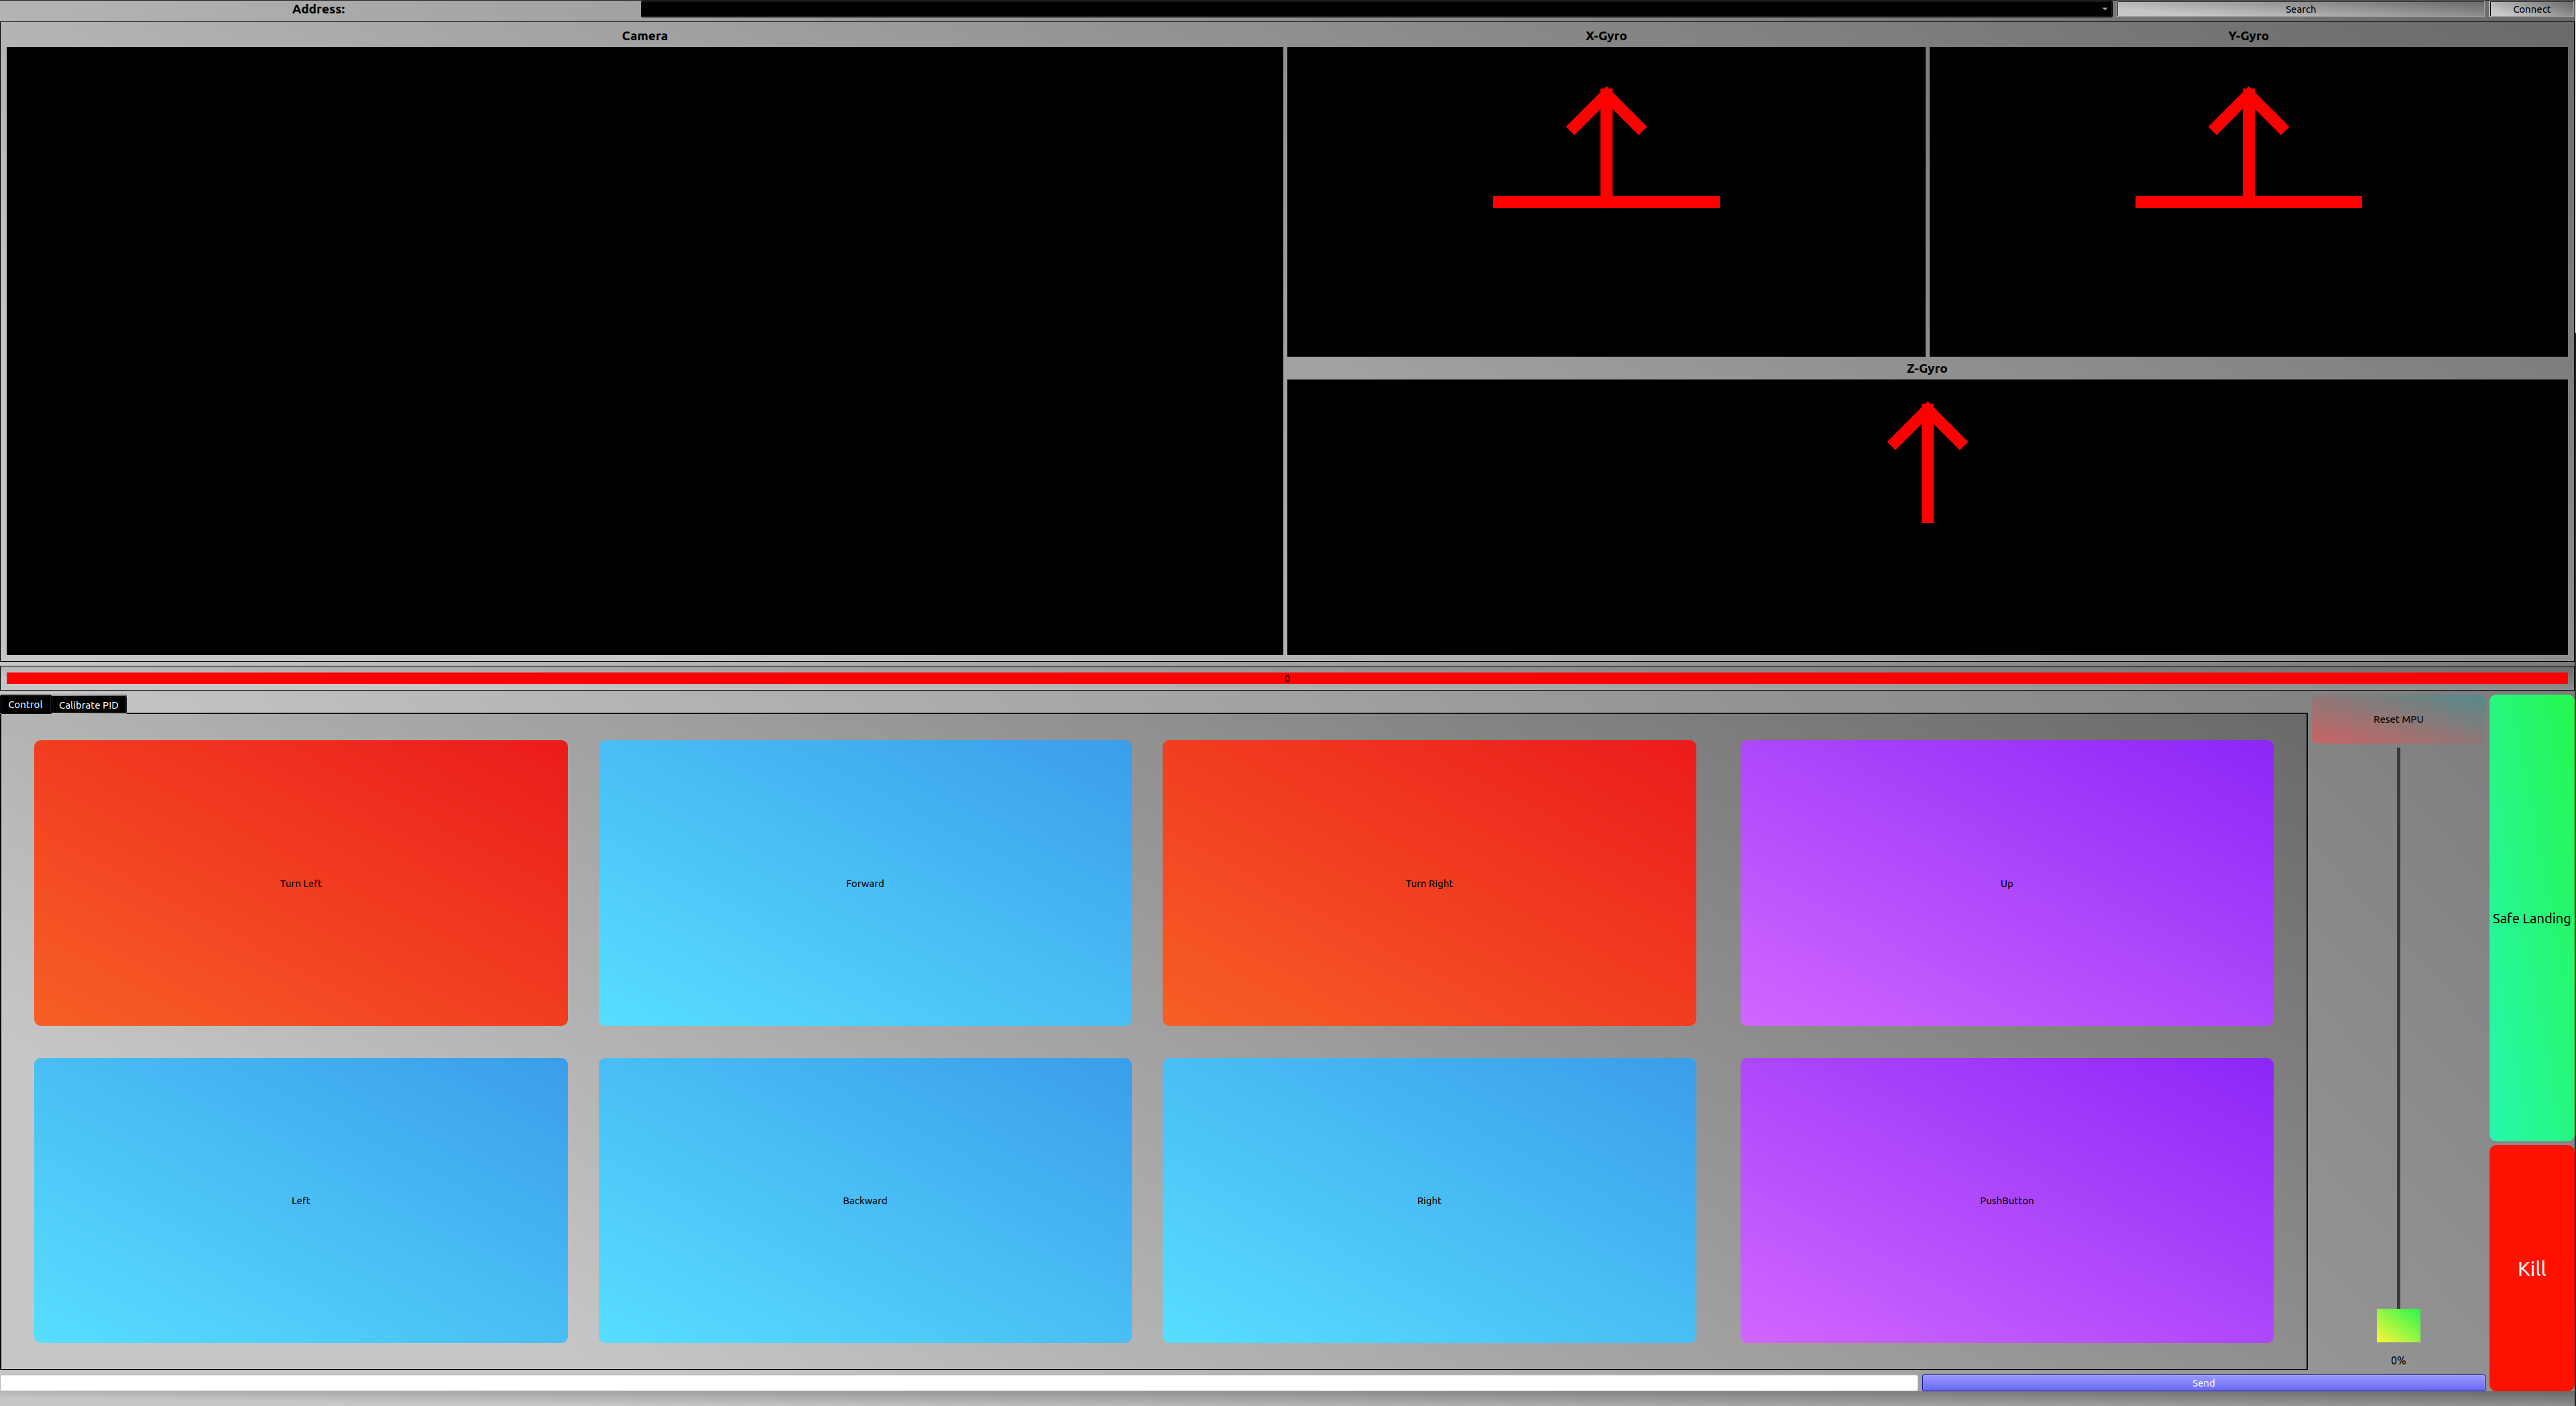 Address:
Search
Connect
Camera
X-Gyro
Y-Gyro
Z-Gyro
0
Control
Calibrate PID
Reset MPU
Turn Left
Forward
Turn Right
Up
Safe Landing
Left
Backward
Right
PushButton
Kill
0%
Send